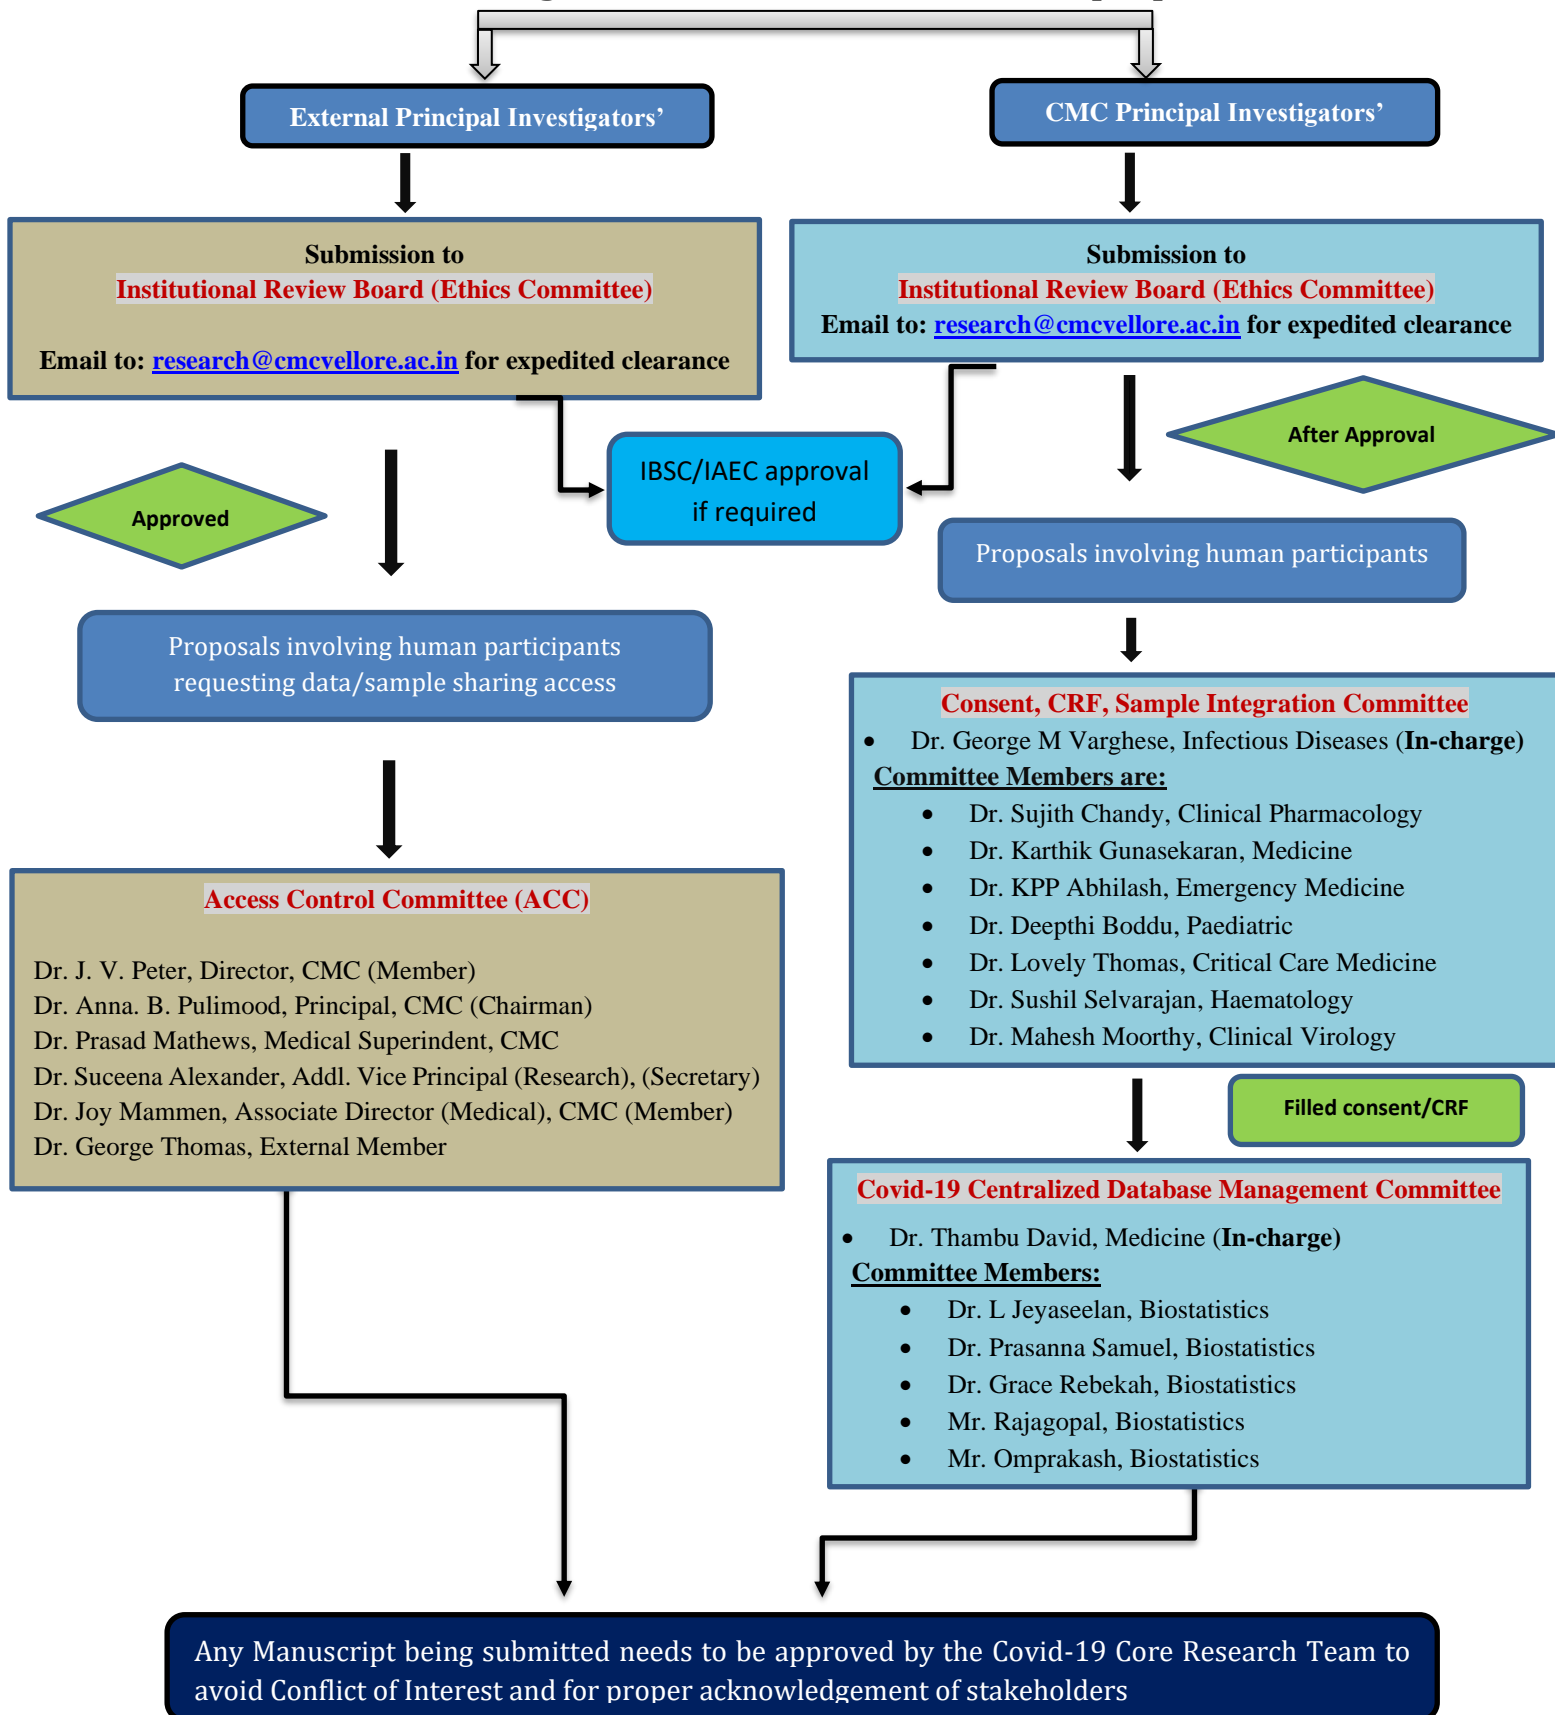 External Principal Investigators’
CMC Principal Investigators’
Submission to
Institutional Review Board (Ethics Committee)
Email to: research@cmcvellore.ac.in for expedited clearance
Submission to
Institutional Review Board (Ethics Committee)
Email to: research@cmcvellore.ac.in for expedited clearance
Approved
IBSC/IAEC approval
if required
After Approval
Proposals involving human participants
requesting data/sample sharing access
Proposals involving human participants
Access Control Committee (ACC)
Dr. J. V. Peter, Director, CMC (Member)
Dr. Anna. B. Pulimood, Principal, CMC (Chairman)
Dr. Prasad Mathews, Medical Superindent, CMC
Dr. Suceena Alexander, Addl. Vice Principal (Research), (Secretary)
Dr. Joy Mammen, Associate Director (Medical), CMC (Member)
Dr. George Thomas, External Member
Consent, CRF, Sample Integration Committee
• Dr. George M Varghese, Infectious Diseases (In-charge)
Committee Members are:
• Dr. Sujith Chandy, Clinical Pharmacology
• Dr. Karthik Gunasekaran, Medicine
• Dr. KPP Abhilash, Emergency Medicine
• Dr. Deepthi Boddu, Paediatric
• Dr. Lovely Thomas, Critical Care Medicine
• Dr. Sushil Selvarajan, Haematology
• Dr. Mahesh Moorthy, Clinical Virology
Filled consent/CRF
Covid-19 Centralized Database Management Committee
• Dr. Thambu David, Medicine (In-charge)
Committee Members:
• Dr. L Jeyaseelan, Biostatistics
• Dr. Prasanna Samuel, Biostatistics
• Dr. Grace Rebekah, Biostatistics
• Mr. Rajagopal, Biostatistics
• Mr. Omprakash, Biostatistics
Any Manuscript being submitted needs to be approved by the Covid-19 Core Research Team to
avoid Conflict of Interest and for proper acknowledgement of stakeholders